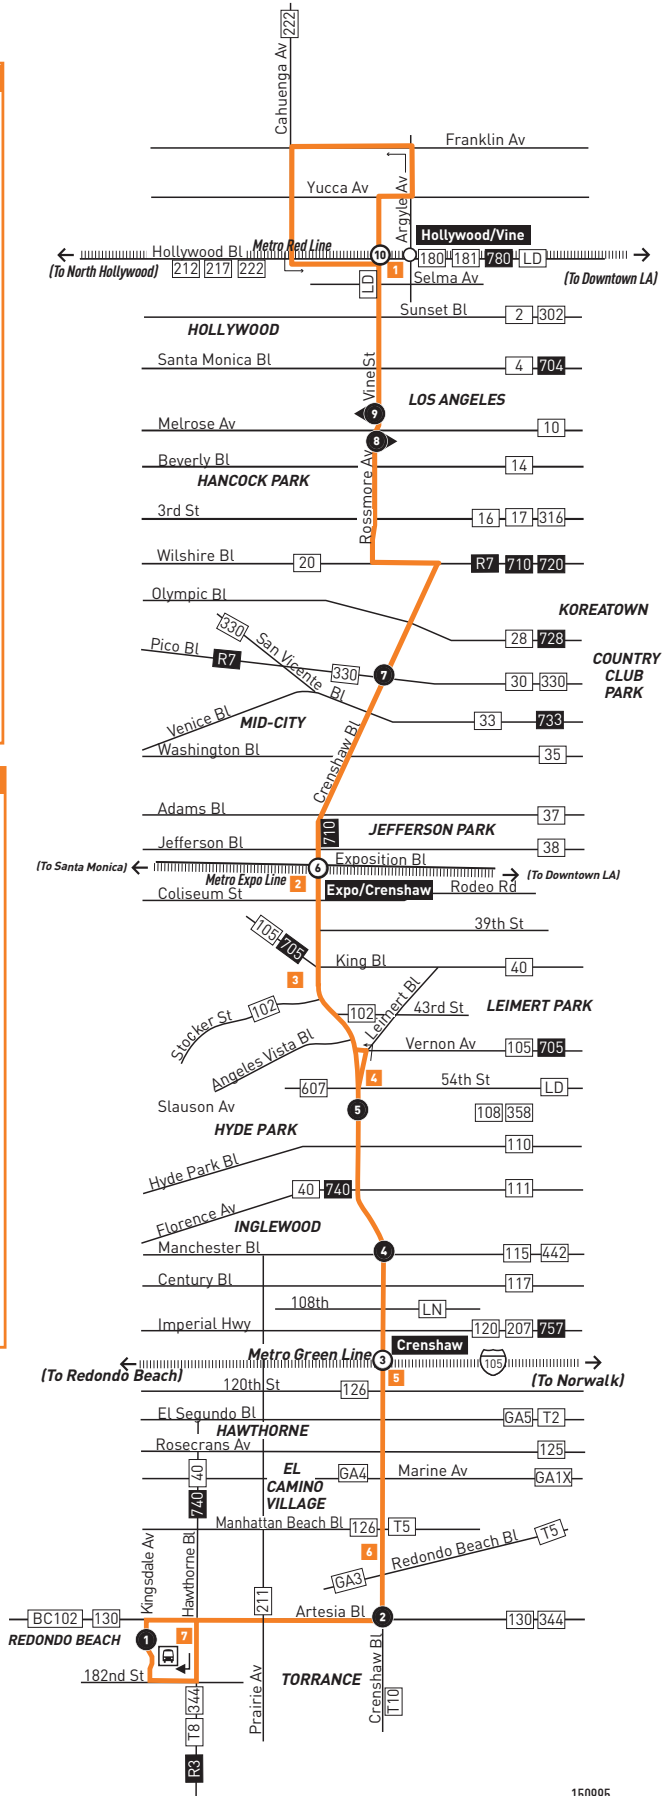 222
Cahuenga Av
Franklin Av
Yucca Av
Argyle Av
Hollywood/Vine
Hollywood Bl
Metro Red Line
10
1
180 181 780 LD
(To North Hollywood)
212 217 222
(To Downtown LA)
LD
Selma Av
Sunset Bl
2 302
HOLLYWOOD
Santa Monica Bl
4 704
Vine St
LOS ANGELES
9
Melrose Av
10
8
Beverly Bl
14
HANCOCK PARK
Rossmore Av
3rd St
16 17 316
Wilshire Bl
20
R7 710 720
Olympic Bl
KOREATOWN
330
28 728
Pico Bl
R7
San Vicente Bl
330
7
30 330
COUNTRY
CLUB
PARK
Venice Bl
MID-CITY
33 733
Washington Bl
35
Crenshaw Bl
Adams Bl
37
710
JEFFERSON PARK
Jefferson Bl
38
(To Santa Monica)
Exposition Bl
6
(To Downtown LA)
Metro Expo Line
2
Expo/Crenshaw
Rodeo Rd
Coliseum St
39th St
105 705
King Bl
40
3
Leimert Bl
Stocker St
102
102
43rd St
LEIMERT PARK
Angeles Vista Bl
Vernon Av
105 705
4
607
54th St
LD
Slauson Av
5
108 358
HYDE PARK
110
Hyde Park Bl
40 740
111
Florence Av
INGLEWOOD
Manchester Bl
4
115 442
Century Bl
117
108th
LN
Imperial Hwy
120 207 757
Crenshaw
Metro Green Line
3
105
(To Redondo Beach)
5
(To Norwalk)
120th St
126
El Segundo Bl
GA5 T2
HAWTHORNE
Rosecrans Av
125
40
EL
CAMINO
VILLAGE
GA4
Marine Av
GA1X
740
Manhattan Beach Bl
126 T5
T5
Redondo Beach Bl
6
GA3
Kingsdale Av
Hawthorne Bl
211
BC102 130
Artesia Bl
2
130 344
REDONDO BEACH
1
7
182nd St
TORRANCE
Prairie Av
Crenshaw Bl
T10
344
T8
R3
150995